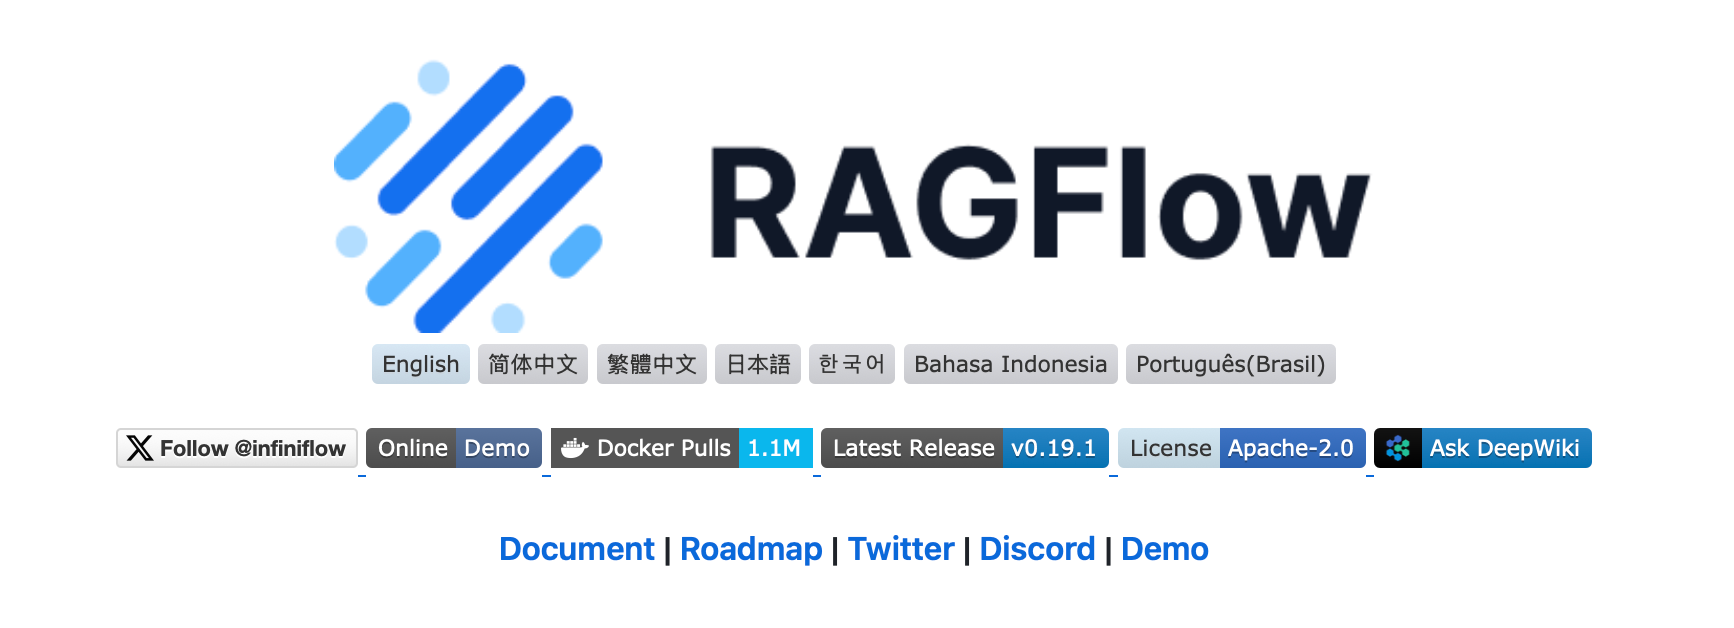 RAGFlow
English 简体中文 繁體中文 日本語 한국어 Bahasa Indonesia Português(Brasil)
Follow @infiniflow Online Demo Docker Pulls 1.1M Latest Release v0.19.1 License Apache-2.0 Ask DeepWiki
Document | Roadmap | Twitter | Discord | Demo